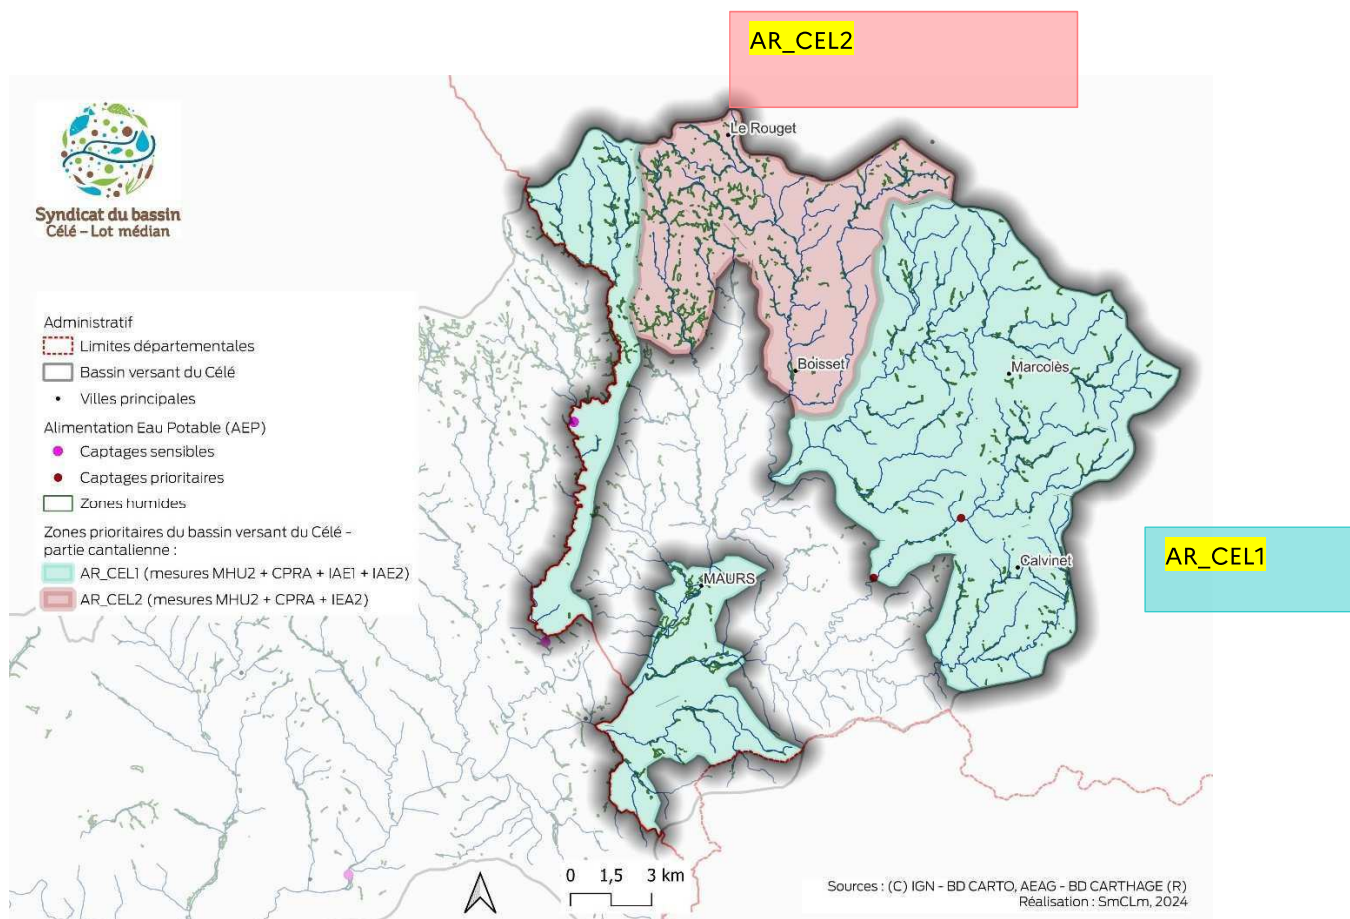 AR_CEL2
Le Rouget
Syndicat du bassin
Célé – Lot médian
Administratif
Limites départementales
Bassin versant du Célé
Villes principales
Alimentation Eau Potable (AEP)
Captages sensibles
Captages prioritaires
Zones humides
Zones prioritaires du bassin versant du Célé -
partie cantalienne :
AR_CEL1 (mesures MHU2 + CPRA + IAE1 + IAE2)
AR_CEL2 (mesures MHU2 + CPRA + IEA2)
Boisset
Marcolès
MAURS
Calvinet
AR_CEL1
0 1,5 3 km
Sources : (C) IGN - BD CARTO, AEAG - BD CARTHAGE (R)
Réalisation : SmCLm, 2024